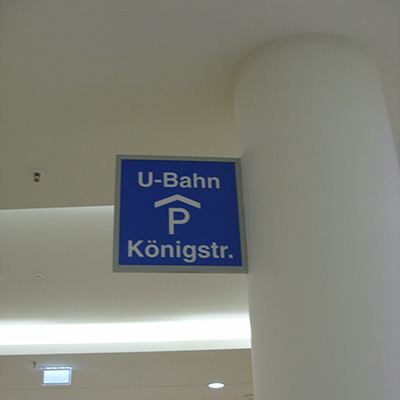 U-Bahn
P
Königstr.